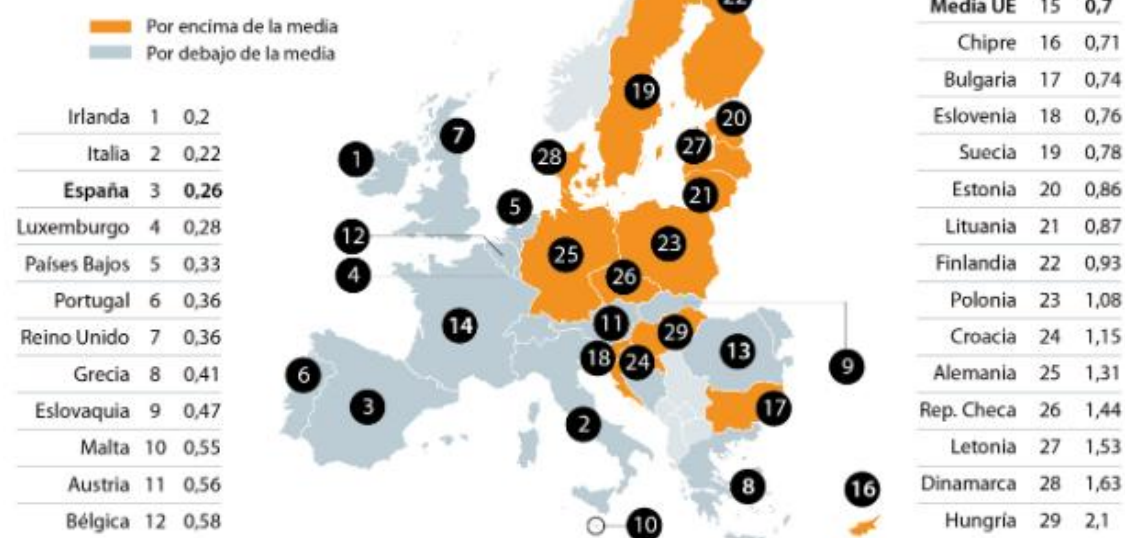 Por encima de la media
Por debajo de la media
Irlanda 1 0,2
Italia 2 0,22
España 3 0,26
Luxemburgo 4 0,28
Países Bajos 5 0,33
Portugal 6 0,36
Reino Unido 7 0,36
Grecia 8 0,41
Eslovaquia 9 0,47
Malta 10 0,55
Austria 11 0,56
Bélgica 12 0,58
22
19
20
7
27
1
28
21
5
12
23
25
4
26
11
14
29
13
18
24
9
6
3
17
2
8
16
10
Media UE 15 0,7
Chipre 16 0,71
Bulgaria 17 0,74
Eslovenia 18 0,76
Suecia 19 0,78
Estonia 20 0,86
Lituania 21 0,87
Finlandia 22 0,93
Polonia 23 1,08
Croacia 24 1,15
Alemania 25 1,31
Rep. Checa 26 1,44
Letonia 27 1,53
Dinamarca 28 1,63
Hungría 29 2,1